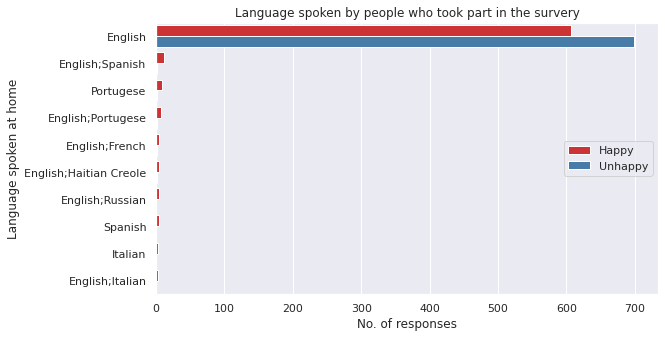 Language spoken by people who took part in the survery
Language spoken at home
English
English;Spanish
Portugese
English;Portugese
English;French
English;Haitian Creole
English;Russian
Spanish
Italian
English;Italian
Happy
Unhappy
0 100 200 300 400 500 600 700
No. of responses